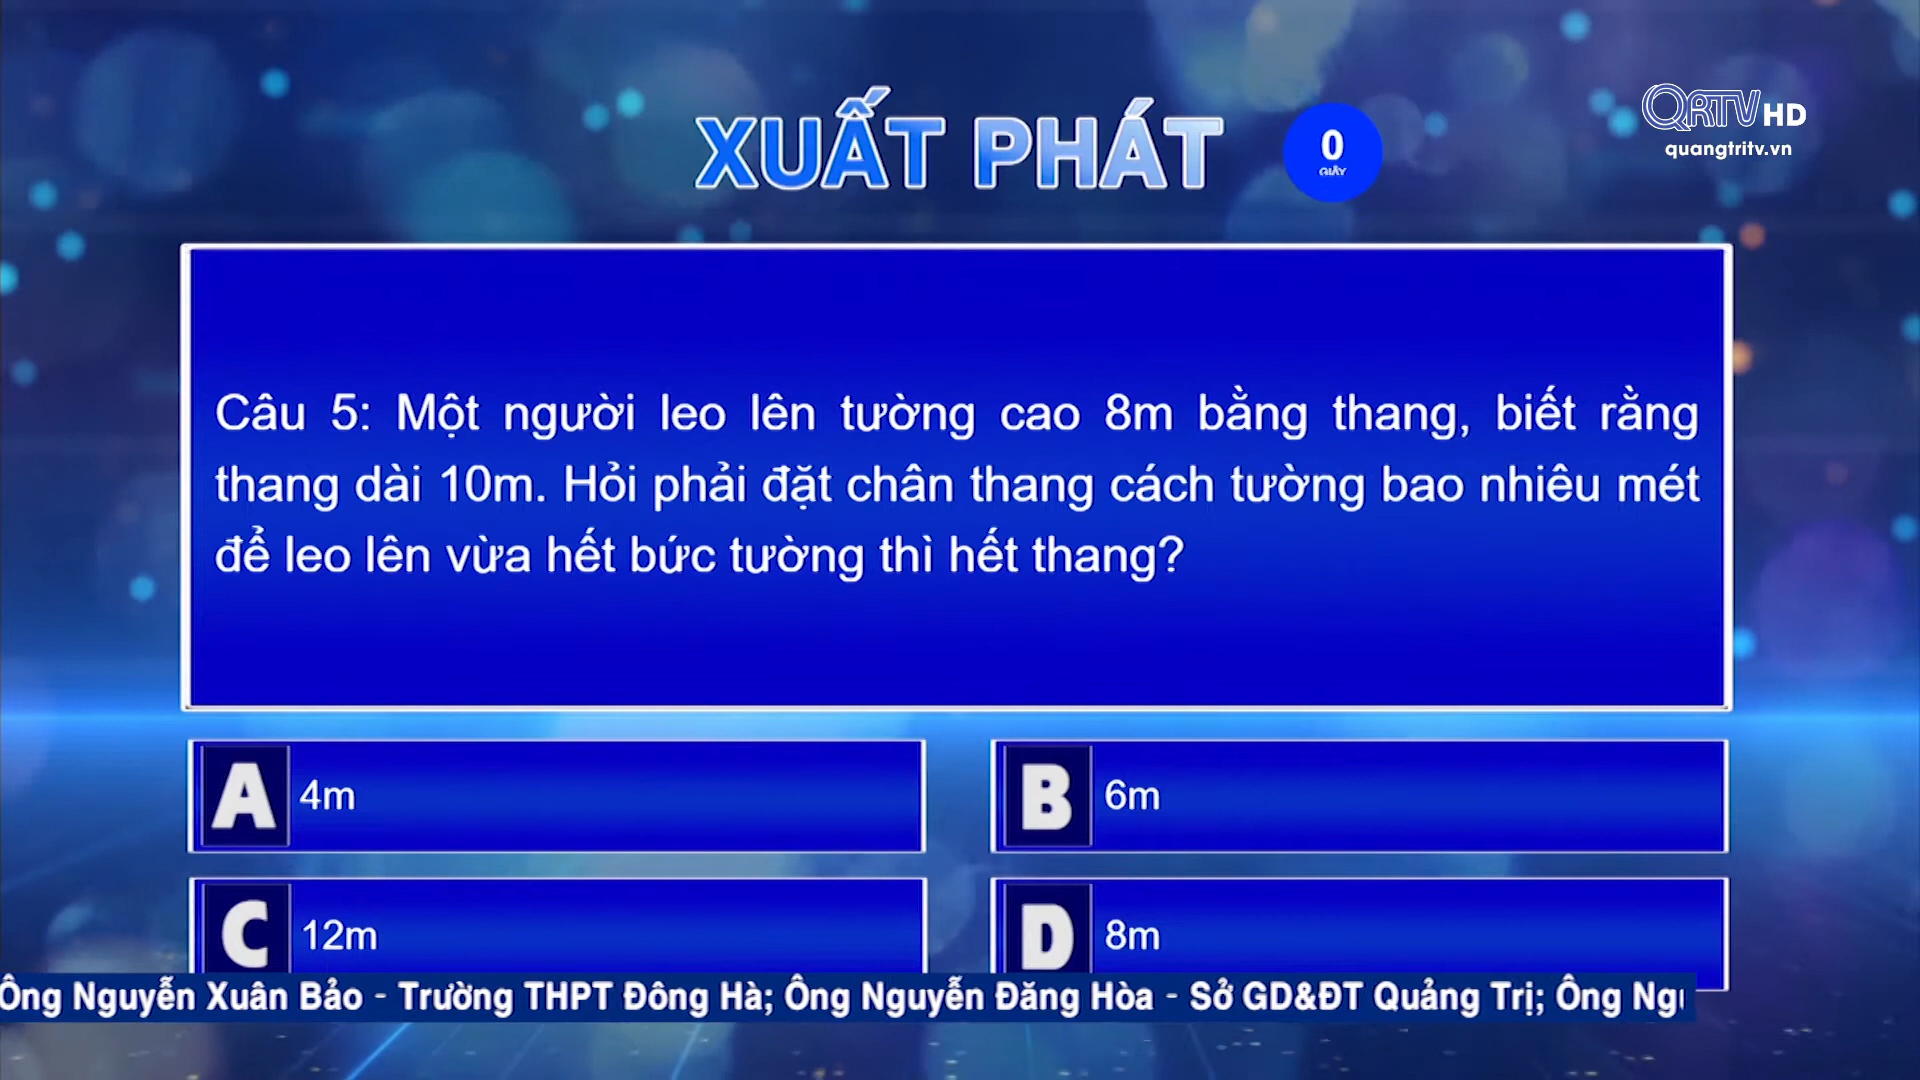 XUẤT PHÁT
0
GIÂY
QRTV HD
quangtritv.vn
Câu 5: Một người leo lên tường cao 8m bằng thang, biết rằng
thang dài 10m. Hỏi phải đặt chân thang cách tường bao nhiêu mét
để leo lên vừa hết bức tường thì hết thang?
A 4m
B 6m
C 12m
D 8m
Ông Nguyễn Xuân Bảo - Trường THPT Đông Hà; Ông Nguyễn Đăng Hòa - Sở GD&ĐT Quảng Trị; Ông